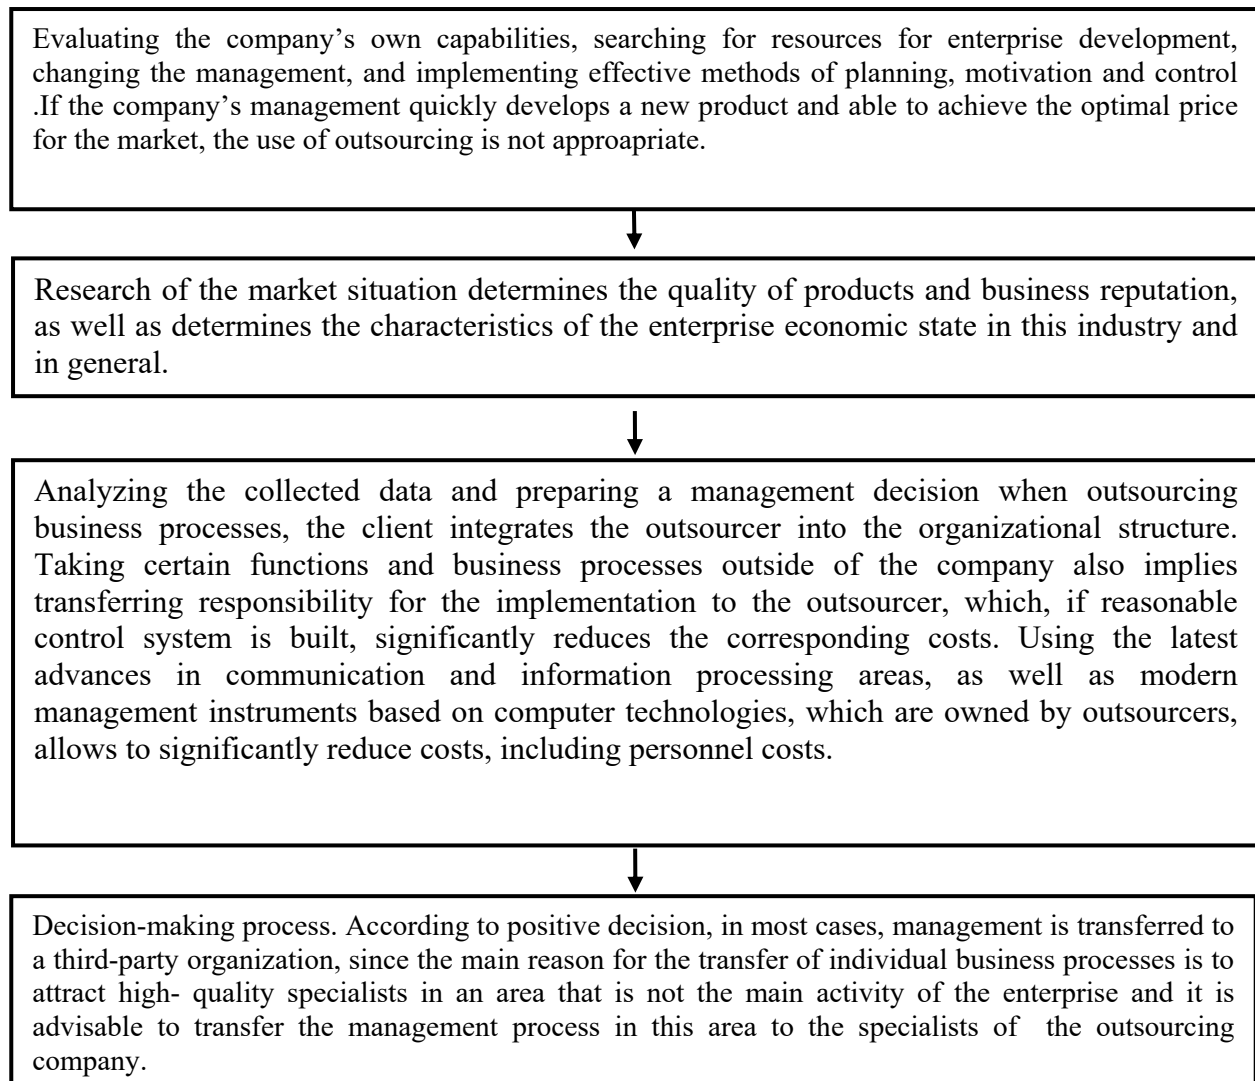 Evaluating the company’s own capabilities, searching for resources for enterprise development,
changing the management, and implementing effective methods of planning, motivation and control
.If the company’s management quickly develops a new product and able to achieve the optimal price
for the market, the use of outsourcing is not approapriate.
Research of the market situation determines the quality of products and business reputation,
as well as determines the characteristics of the enterprise economic state in this industry and
in general.
Analyzing the collected data and preparing a management decision when outsourcing
business processes, the client integrates the outsourcer into the organizational structure.
Taking certain functions and business processes outside of the company also implies
transferring responsibility for the implementation to the outsourcer, which, if reasonable
control system is built, significantly reduces the corresponding costs. Using the latest
advances in communication and information processing areas, as well as modern
management instruments based on computer technologies, which are owned by outsourcers,
allows to significantly reduce costs, including personnel costs.
Decision-making process. According to positive decision, in most cases, management is transferred to
a third-party organization, since the main reason for the transfer of individual business processes is to
attract high- quality specialists in an area that is not the main activity of the enterprise and it is
advisable to transfer the management process in this area to the specialists of the outsourcing
company.